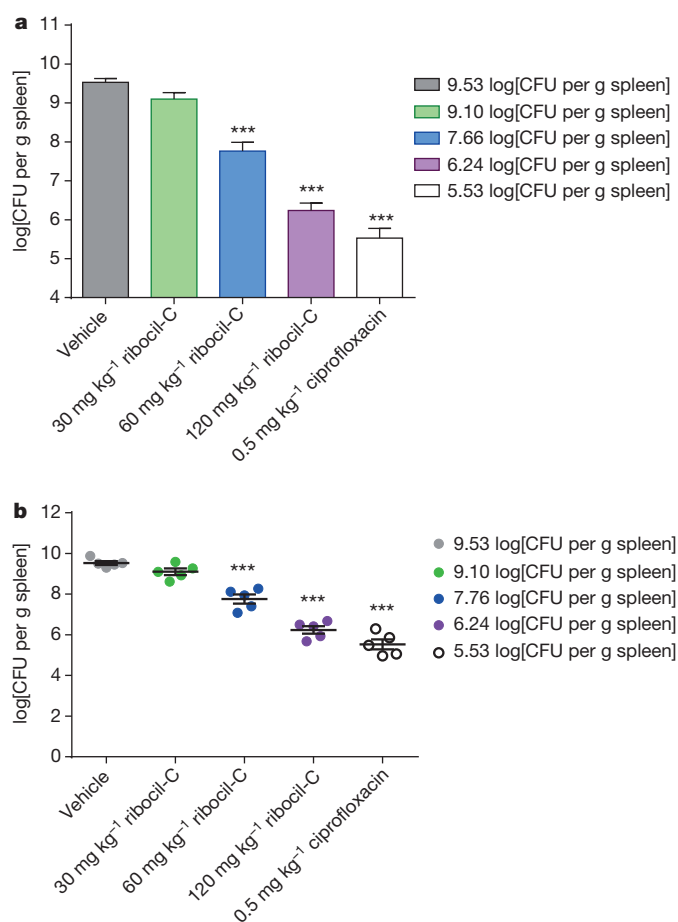 a
11
10
9
8
7
6
5
4
log[CFU per g spleen]
***
***
***
9.53 log[CFU per g spleen]
9.10 log[CFU per g spleen]
7.66 log[CFU per g spleen]
6.24 log[CFU per g spleen]
5.53 log[CFU per g spleen]
Vehicle
30 mg kg⁻¹ ribocil-C
60 mg kg⁻¹ ribocil-C
120 mg kg⁻¹ ribocil-C
0.5 mg kg⁻¹ ciprofloxacin
b
12
10
8
6
4
2
0
log[CFU per g spleen]
***
***
***
9.53 log[CFU per g spleen]
9.10 log[CFU per g spleen]
7.76 log[CFU per g spleen]
6.24 log[CFU per g spleen]
5.53 log[CFU per g spleen]
Vehicle
30 mg kg⁻¹ ribocil-C
60 mg kg⁻¹ ribocil-C
120 mg kg⁻¹ ribocil-C
0.5 mg kg⁻¹ ciprofloxacin